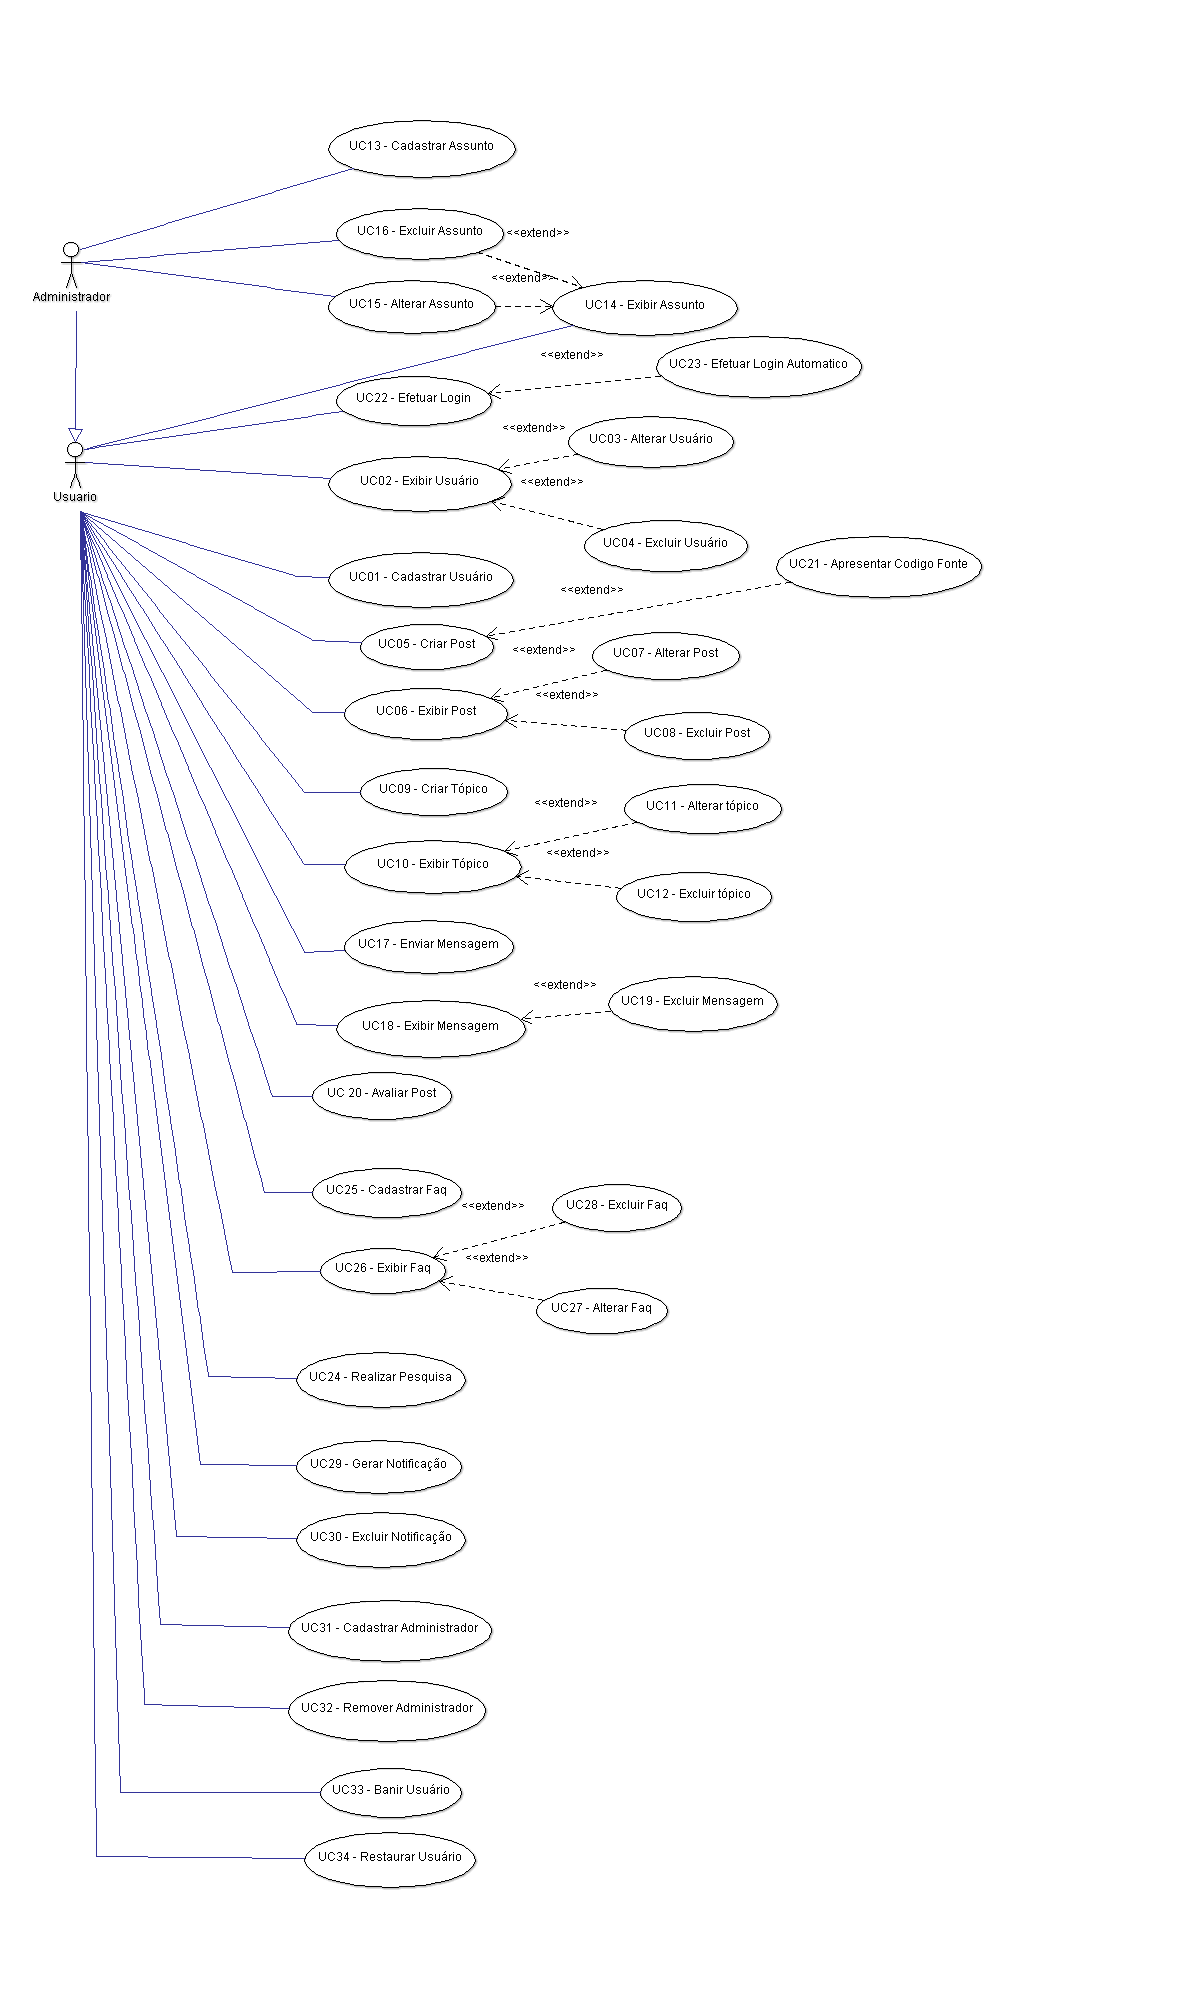 UC13 - Cadastrar Assunto
UC16 - Excluir Assunto
<<extend>>
<<extend>>
Administrador
UC15 - Alterar Assunto
UC14 - Exibir Assunto
<<extend>>
UC23 - Efetuar Login Automatico
UC22 - Efetuar Login
<<extend>>
UC03 - Alterar Usuário
UC02 - Exibir Usuário
<<extend>>
Usuario
UC04 - Excluir Usuário
UC21 - Apresentar Codigo Fonte
UC01 - Cadastrar Usuário
<<extend>>
UC05 - Criar Post
<<extend>>
UC07 - Alterar Post
<<extend>>
UC06 - Exibir Post
UC08 - Excluir Post
UC09 - Criar Tópico
<<extend>>
UC11 - Alterar tópico
<<extend>>
UC10 - Exibir Tópico
UC12 - Excluir tópico
UC17 - Enviar Mensagem
<<extend>>
UC19 - Excluir Mensagem
UC18 - Exibir Mensagem
UC 20 - Avaliar Post
UC25 - Cadastrar Faq
<<extend>>
UC28 - Excluir Faq
<<extend>>
UC26 - Exibir Faq
UC27 - Alterar Faq
UC24 - Realizar Pesquisa
UC29 - Gerar Notificação
UC30 - Excluir Notificação
UC31 - Cadastrar Administrador
UC32 - Remover Administrador
UC33 - Banir Usuário
UC34 - Restaurar Usuário